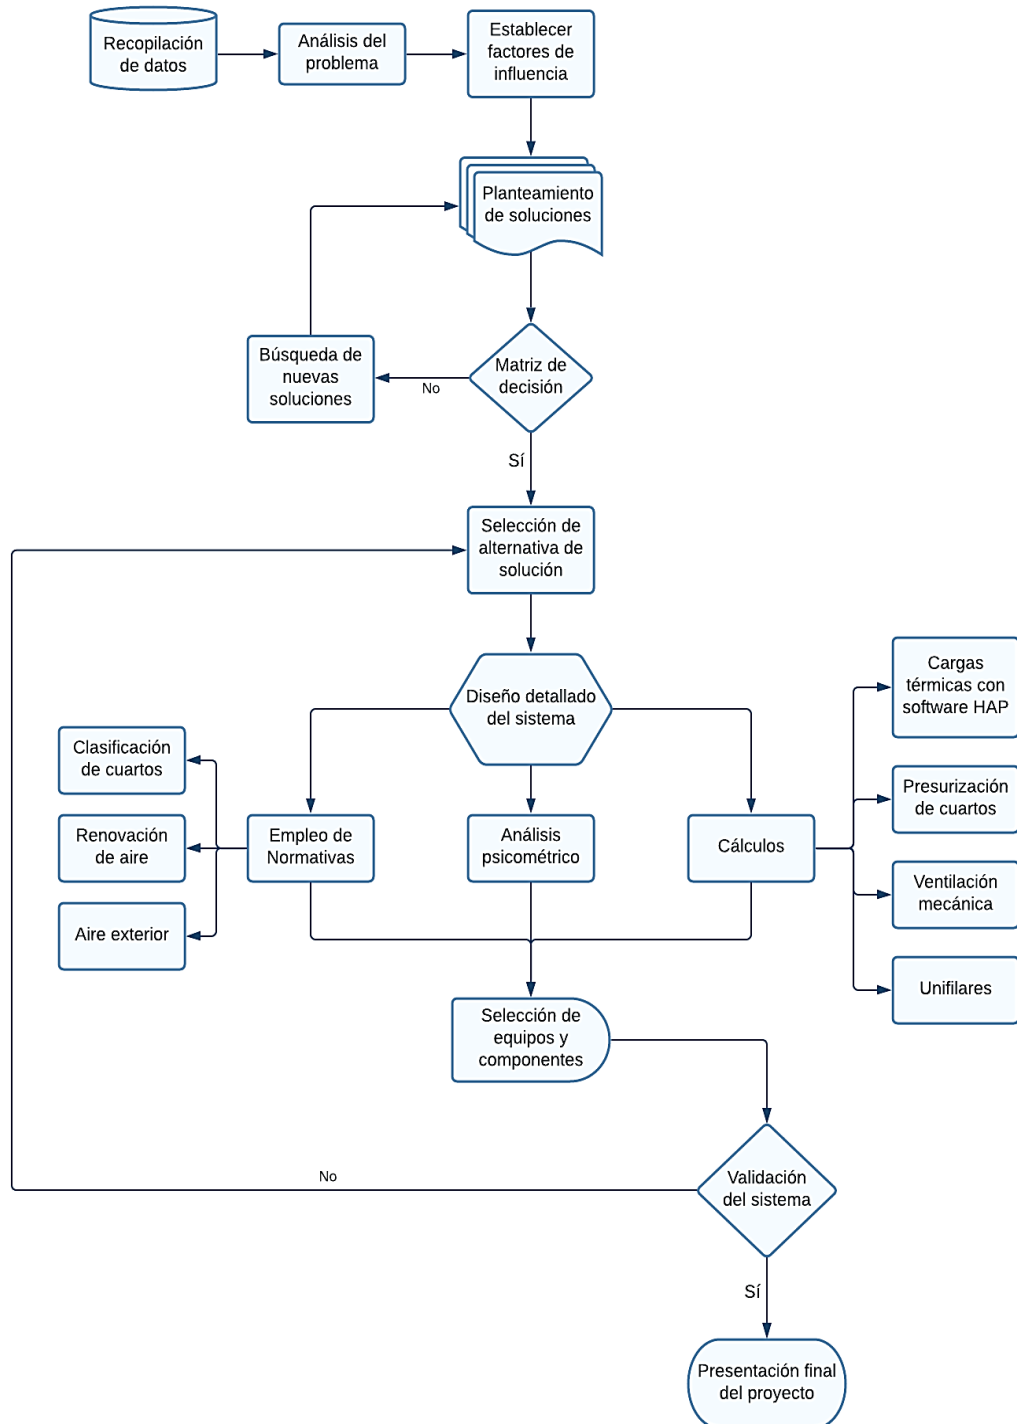 Recopilación
de datos
Análisis del
problema
Establecer
factores de
influencia
Planteamiento
de soluciones
Búsqueda de
nuevas
soluciones
No
Matriz de
decisión
Sí
Selección de
alternativa de
solución
Diseño detallado
del sistema
Clasificación
de cuartos
Renovación
de aire
Aire exterior
Empleo de
Normativas
Análisis
psicométrico
Cálculos
Cargas
térmicas con
software HAP
Presurización
de cuartos
Ventilación
mecánica
Unifilares
Selección de
equipos y
componentes
No
Validación
del sistema
Sí
Presentación final
del proyecto